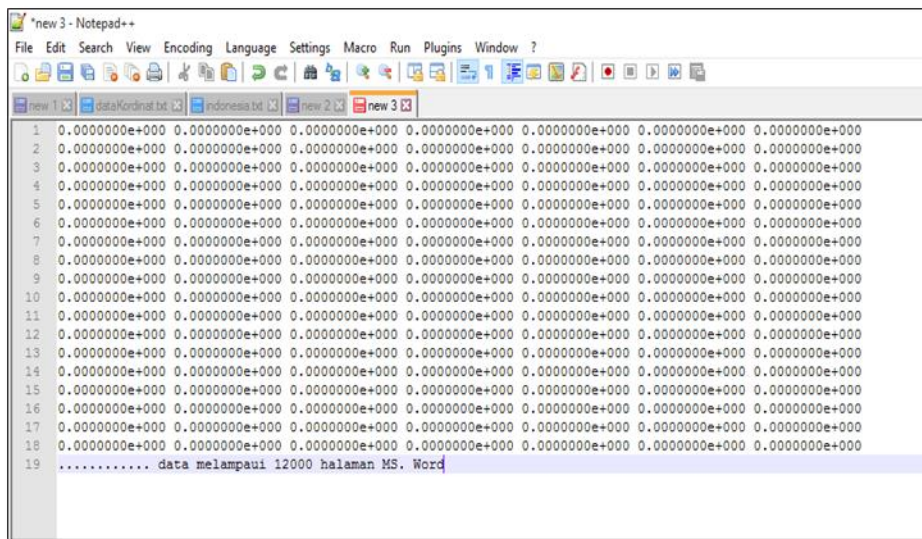 *new 3 - Notepad++
File Edit Search View Encoding Language Settings Macro Run Plugins Window ?
new 1 dataKordinat.txt indonesia.txt new 2 new 3
1 0.0000000e+000 0.0000000e+000 0.0000000e+000 0.0000000e+000 0.0000000e+000 0.0000000e+000 0.0000000e+000
2 0.0000000e+000 0.0000000e+000 0.0000000e+000 0.0000000e+000 0.0000000e+000 0.0000000e+000 0.0000000e+000
3 0.0000000e+000 0.0000000e+000 0.0000000e+000 0.0000000e+000 0.0000000e+000 0.0000000e+000 0.0000000e+000
4 0.0000000e+000 0.0000000e+000 0.0000000e+000 0.0000000e+000 0.0000000e+000 0.0000000e+000 0.0000000e+000
5 0.0000000e+000 0.0000000e+000 0.0000000e+000 0.0000000e+000 0.0000000e+000 0.0000000e+000 0.0000000e+000
6 0.0000000e+000 0.0000000e+000 0.0000000e+000 0.0000000e+000 0.0000000e+000 0.0000000e+000 0.0000000e+000
7 0.0000000e+000 0.0000000e+000 0.0000000e+000 0.0000000e+000 0.0000000e+000 0.0000000e+000 0.0000000e+000
8 0.0000000e+000 0.0000000e+000 0.0000000e+000 0.0000000e+000 0.0000000e+000 0.0000000e+000 0.0000000e+000
9 0.0000000e+000 0.0000000e+000 0.0000000e+000 0.0000000e+000 0.0000000e+000 0.0000000e+000 0.0000000e+000
10 0.0000000e+000 0.0000000e+000 0.0000000e+000 0.0000000e+000 0.0000000e+000 0.0000000e+000 0.0000000e+000
11 0.0000000e+000 0.0000000e+000 0.0000000e+000 0.0000000e+000 0.0000000e+000 0.0000000e+000 0.0000000e+000
12 0.0000000e+000 0.0000000e+000 0.0000000e+000 0.0000000e+000 0.0000000e+000 0.0000000e+000 0.0000000e+000
13 0.0000000e+000 0.0000000e+000 0.0000000e+000 0.0000000e+000 0.0000000e+000 0.0000000e+000 0.0000000e+000
14 0.0000000e+000 0.0000000e+000 0.0000000e+000 0.0000000e+000 0.0000000e+000 0.0000000e+000 0.0000000e+000
15 0.0000000e+000 0.0000000e+000 0.0000000e+000 0.0000000e+000 0.0000000e+000 0.0000000e+000 0.0000000e+000
16 0.0000000e+000 0.0000000e+000 0.0000000e+000 0.0000000e+000 0.0000000e+000 0.0000000e+000 0.0000000e+000
17 0.0000000e+000 0.0000000e+000 0.0000000e+000 0.0000000e+000 0.0000000e+000 0.0000000e+000 0.0000000e+000
18 0.0000000e+000 0.0000000e+000 0.0000000e+000 0.0000000e+000 0.0000000e+000 0.0000000e+000 0.0000000e+000
19 ............ data melampaui 12000 halaman MS. Word